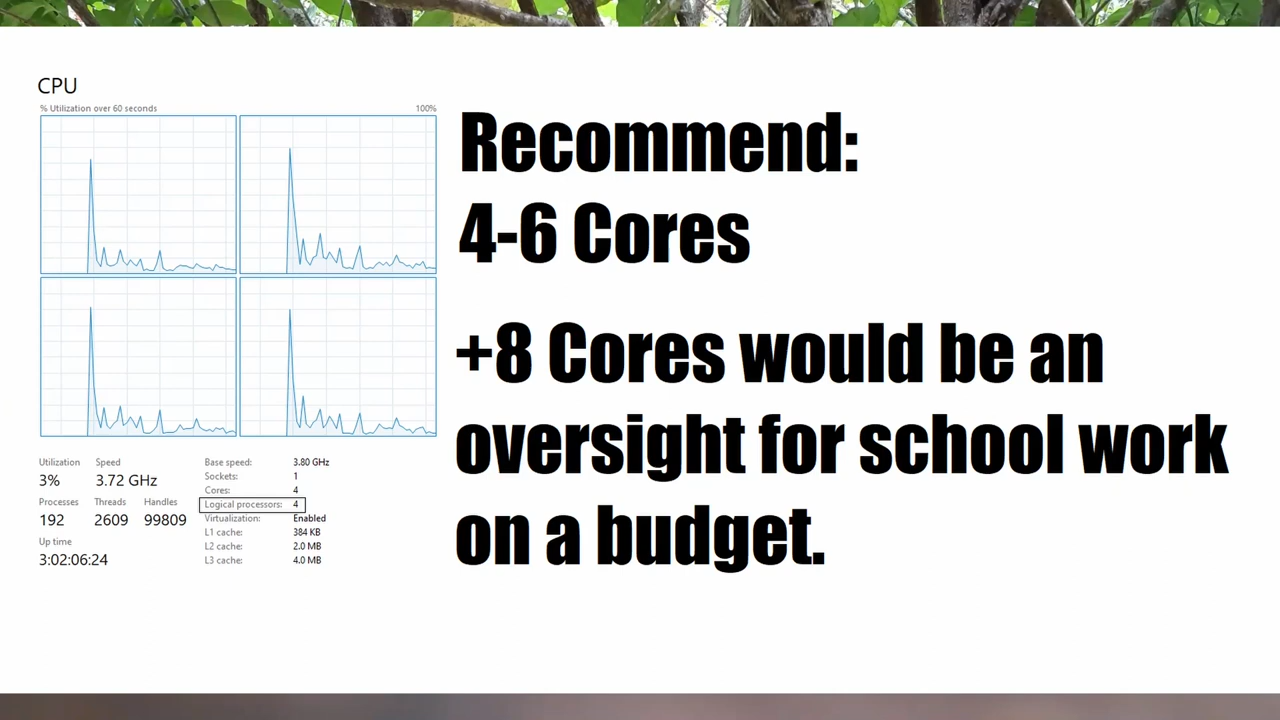 CPU
% Utilization over 60 seconds 100%
Recommend:
4-6 Cores
+8 Cores would be an
oversight for school work
on a budget.
Utilization Speed
3% 3.72 GHz
Processes Threads Handles
192 2609 99809
Up time
3:02:06:24
Base speed: 3.80 GHz
Sockets: 1
Cores: 4
Logical processors: 4
Virtualization: Enabled
L1 cache: 384 KB
L2 cache: 2.0 MB
L3 cache: 4.0 MB